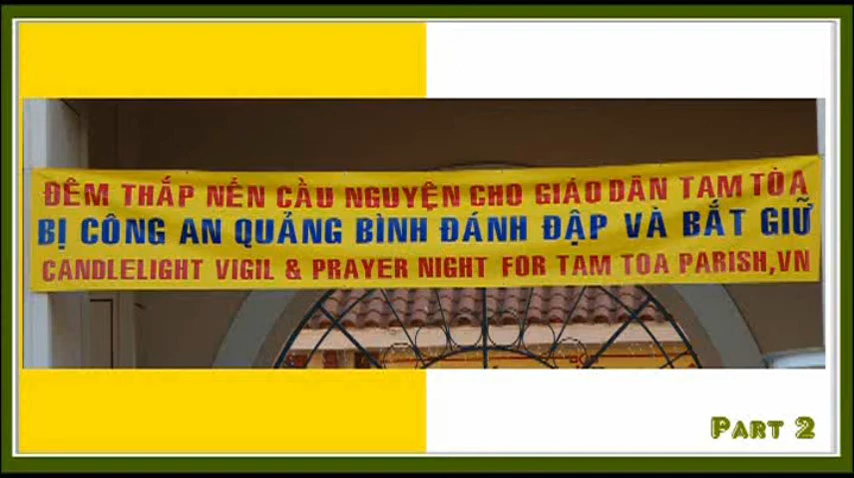 ĐÊM THẮP NẾN CẦU NGUYỆN CHO GIÁO DÂN TAM TÒA
BỊ CÔNG AN QUẢNG BÌNH ĐÁNH ĐẬP VÀ BẮT GIỮ
CANDLELIGHT VIGIL & PRAYER NIGHT FOR TAM TOA PARISH, VN
PART 2